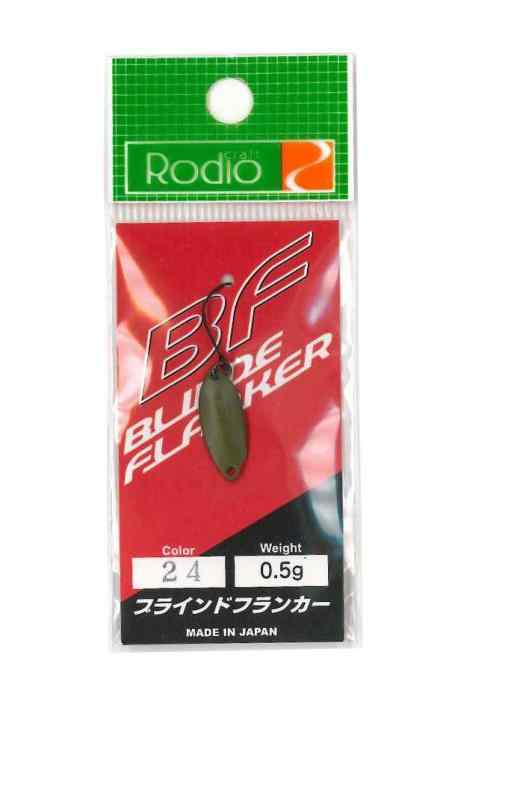 craft
Rodio
BF
BLINDE
FLANKER
Color
Weight
24
0.5g
ブラインドフランカー
MADE IN JAPAN